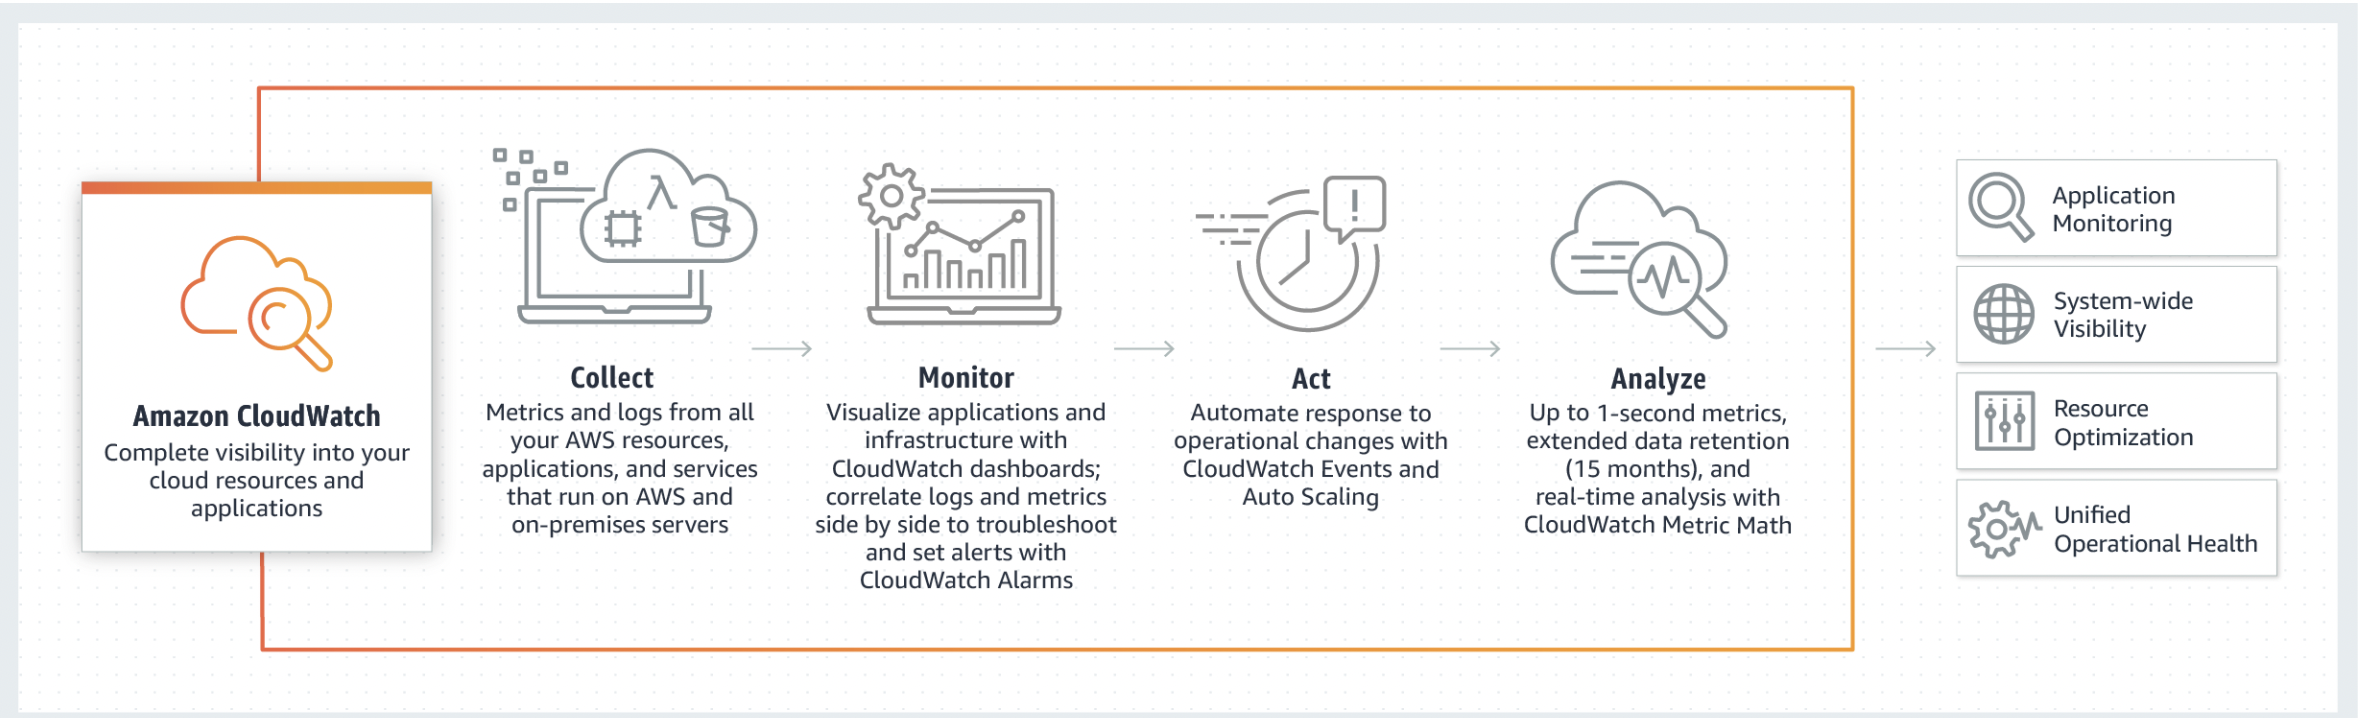 Amazon CloudWatch
Complete visibility into your
cloud resources and
applications
Collect
Metrics and logs from all
your AWS resources,
applications, and services
that run on AWS and
on-premises servers
Monitor
Visualize applications and
infrastructure with
CloudWatch dashboards;
correlate logs and metrics
side by side to troubleshoot
and set alerts with
CloudWatch Alarms
Act
Automate response to
operational changes with
CloudWatch Events and
Auto Scaling
Analyze
Up to 1-second metrics,
extended data retention
(15 months), and
real-time analysis with
CloudWatch Metric Math
Application
Monitoring
System-wide
Visibility
Resource
Optimization
Unified
Operational Health